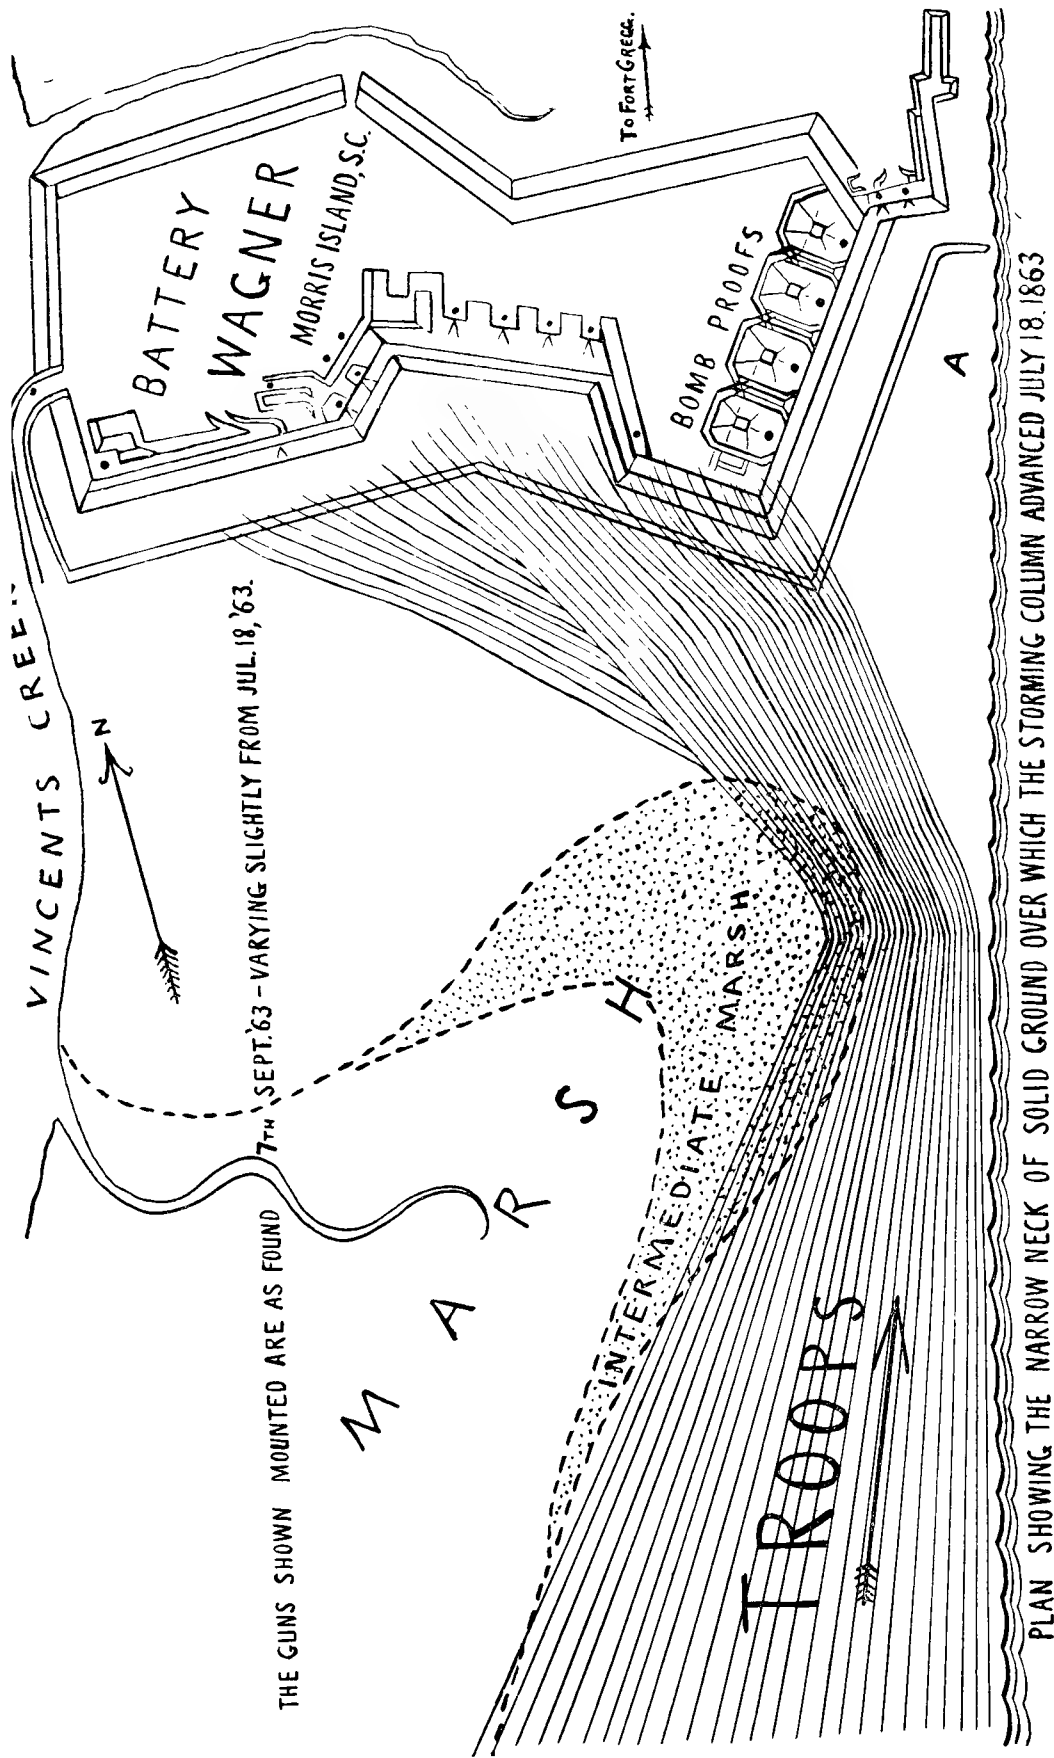 VINCENTS CREEK
N
BATTERY
WAGNER
MORRIS ISLAND, S.C.
TO FORT GREGG.
BOMB PROOFS
A
THE GUNS SHOWN MOUNTED ARE AS FOUND 7TH SEPT. '63 – VARYING SLIGHTLY FROM JUL. 18, '63.
MARSH
INTERMEDIATE MARSH
TROOPS
PLAN SHOWING THE NARROW NECK OF SOLID GROUND OVER WHICH THE STORMING COLUMN ADVANCED JULY 18. 1863